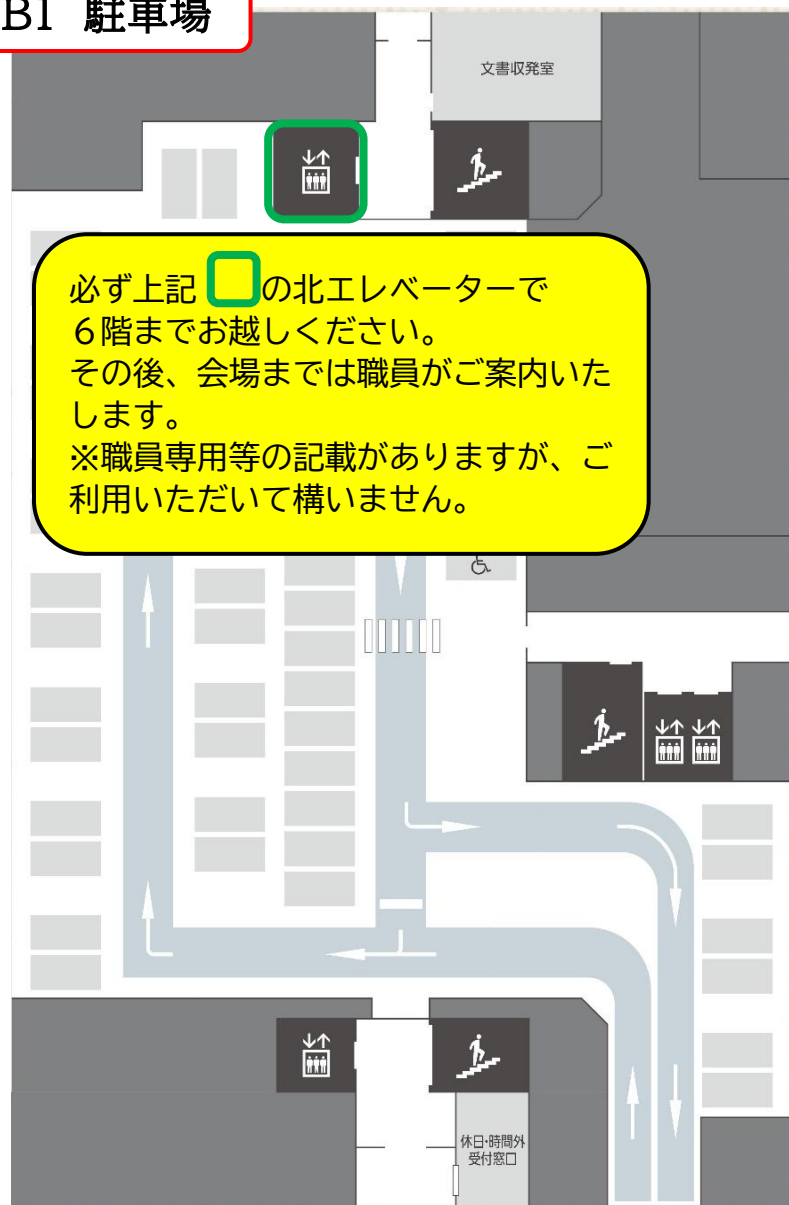 B1 駐車場
文書収発室
必ず上記 の北エレベーターで
６階までお越しください。
その後、会場までは職員がご案内いた
します。
※職員専用等の記載がありますが、ご
利用いただいて構いません。
休日・時間外
受付窓口